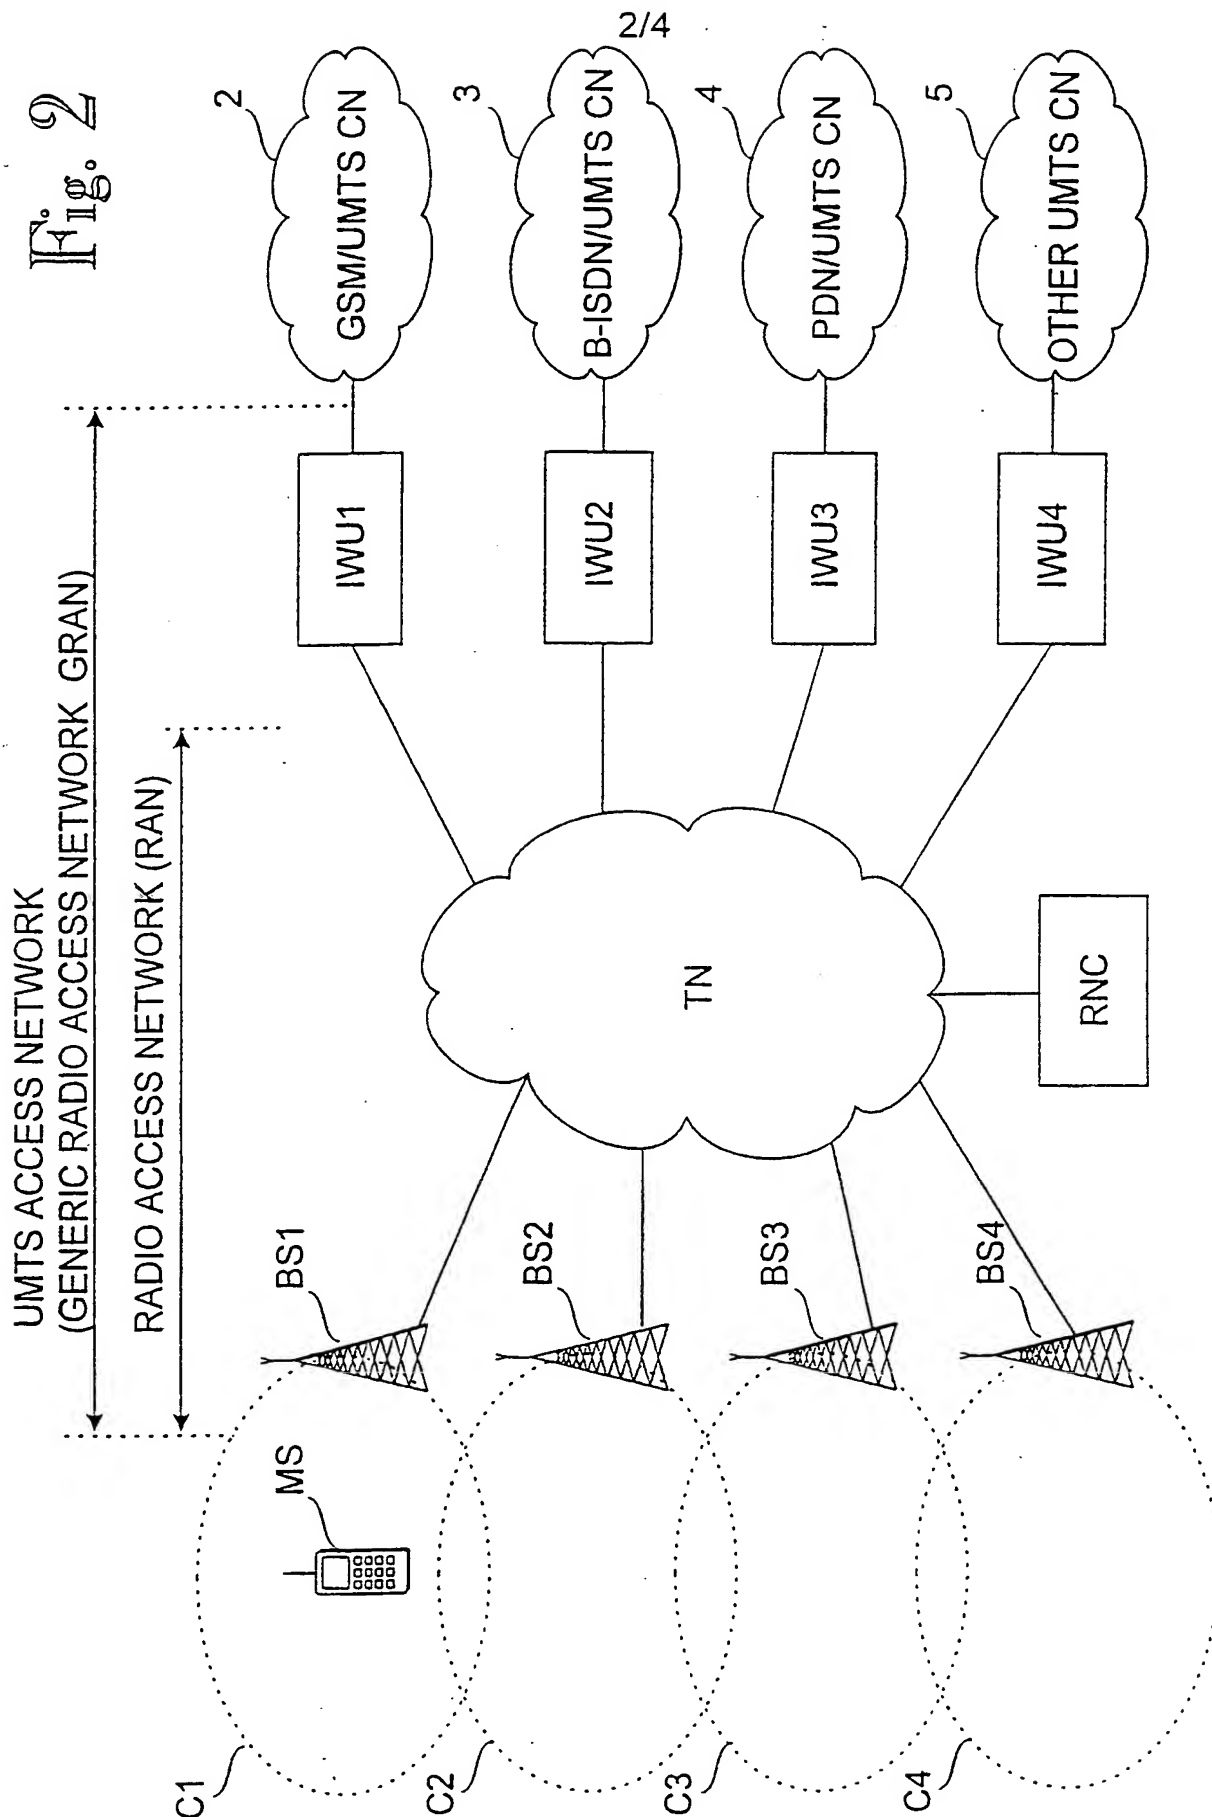 2/4
Fig. 2
UMTS ACCESS NETWORK
(GENERIC RADIO ACCESS NETWORK GRAN)
RADIO ACCESS NETWORK (RAN)
C1
MS
BS1
IWU1
GSM/UMTS CN
2
C2
BS2
IWU2
B-ISDN/UMTS CN
3
TN
C3
BS3
IWU3
PDN/UMTS CN
4
C4
BS4
RNC
IWU4
OTHER UMTS CN
5